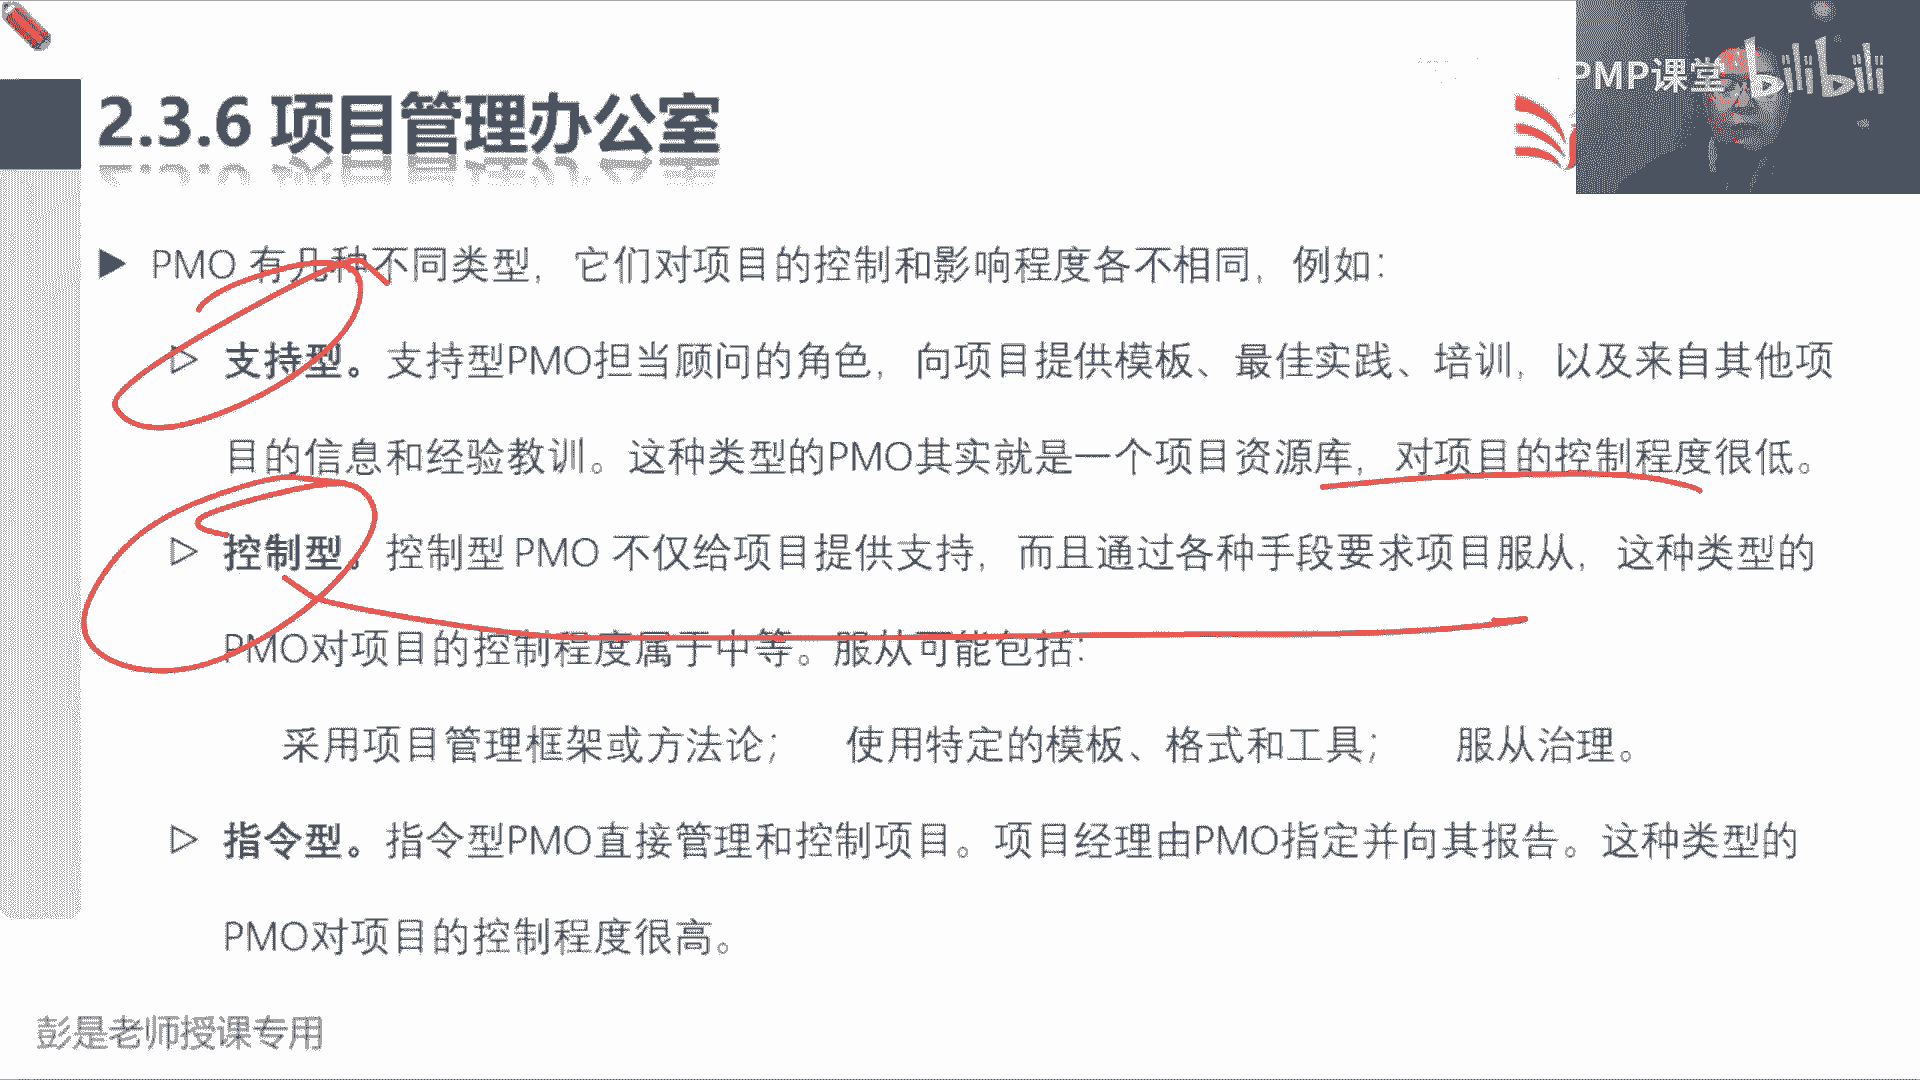 PMP课堂 bilibili
2.3.6 项目管理办公室
PMO 有几种不同类型，它们对项目的控制和影响程度各不相同，例如：
支持型。支持型PMO担当顾问的角色，向项目提供模板、最佳实践、培训，以及来自其他项
目的信息和经验教训。这种类型的PMO其实就是一个项目资源库，对项目的控制程度很低。
控制型。控制型 PMO 不仅给项目提供支持，而且通过各种手段要求项目服从，这种类型的
PMO对项目的控制程度属于中等。服从可能包括：
采用项目管理框架或方法论； 使用特定的模板、格式和工具； 服从治理。
指令型。指令型PMO直接管理和控制项目。项目经理由PMO指定并向其报告。这种类型的
PMO对项目的控制程度很高。
彭是老师授课专用